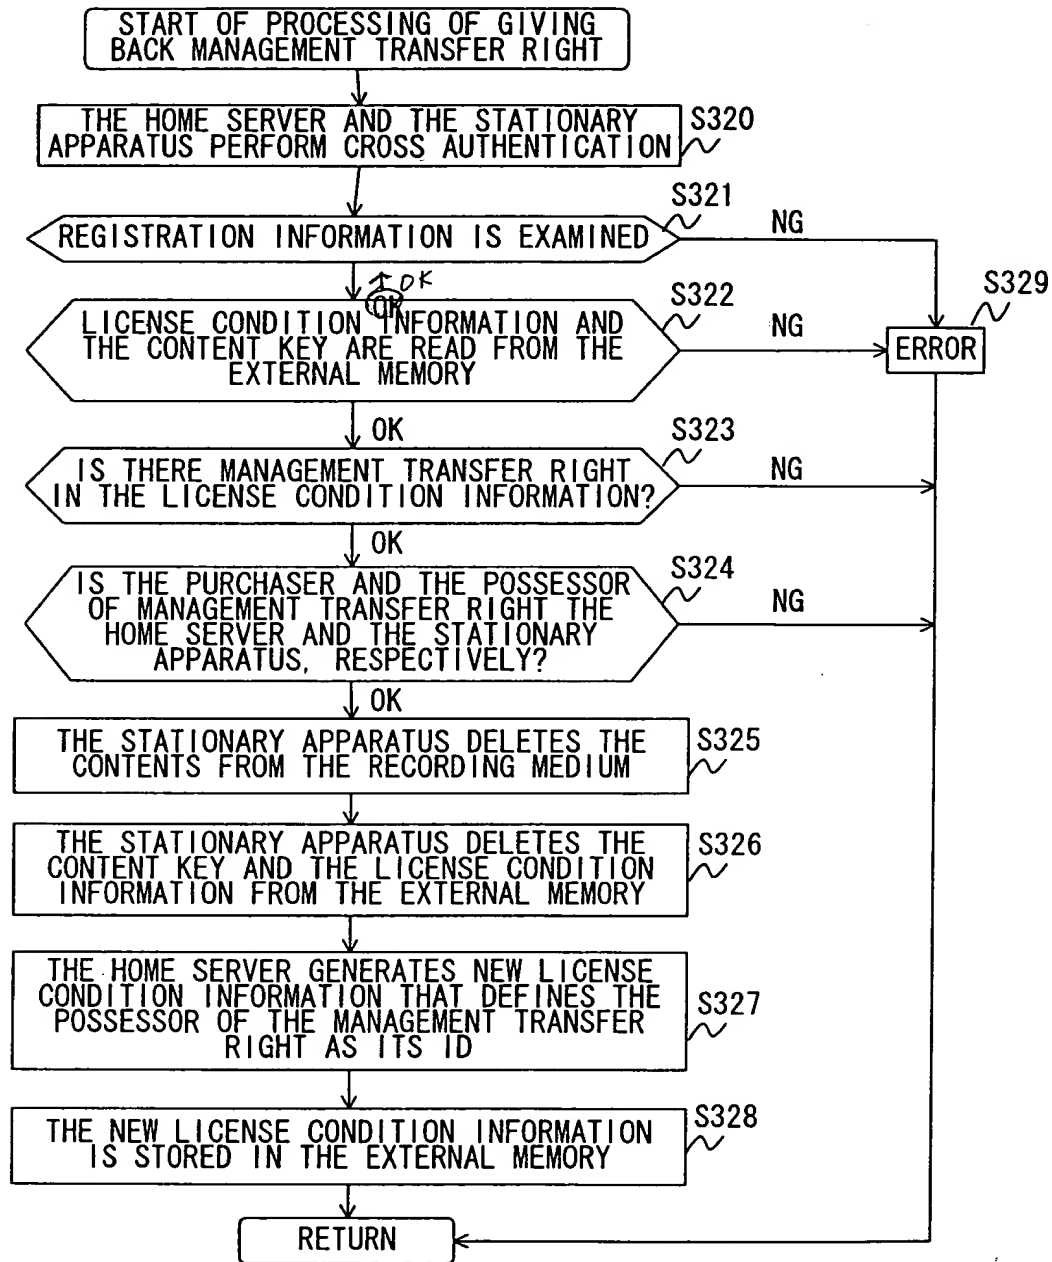 START OF PROCESSING OF GIVING
BACK MANAGEMENT TRANSFER RIGHT
THE HOME SERVER AND THE STATIONARY
APPARATUS PERFORM CROSS AUTHENTICATION
S320
REGISTRATION INFORMATION IS EXAMINED
S321
NG
↑ OK
OK
LICENSE CONDITION INFORMATION AND
THE CONTENT KEY ARE READ FROM THE
EXTERNAL MEMORY
S322
NG
S329
ERROR
OK
IS THERE MANAGEMENT TRANSFER RIGHT
IN THE LICENSE CONDITION INFORMATION?
S323
NG
OK
IS THE PURCHASER AND THE POSSESSOR
OF MANAGEMENT TRANSFER RIGHT THE
HOME SERVER AND THE STATIONARY
APPARATUS, RESPECTIVELY?
S324
NG
OK
THE STATIONARY APPARATUS DELETES THE
CONTENTS FROM THE RECORDING MEDIUM
S325
THE STATIONARY APPARATUS DELETES THE
CONTENT KEY AND THE LICENSE CONDITION
INFORMATION FROM THE EXTERNAL MEMORY
S326
THE HOME SERVER GENERATES NEW LICENSE
CONDITION INFORMATION THAT DEFINES THE
POSSESSOR OF THE MANAGEMENT TRANSFER
RIGHT AS ITS ID
S327
THE NEW LICENSE CONDITION INFORMATION
IS STORED IN THE EXTERNAL MEMORY
S328
RETURN